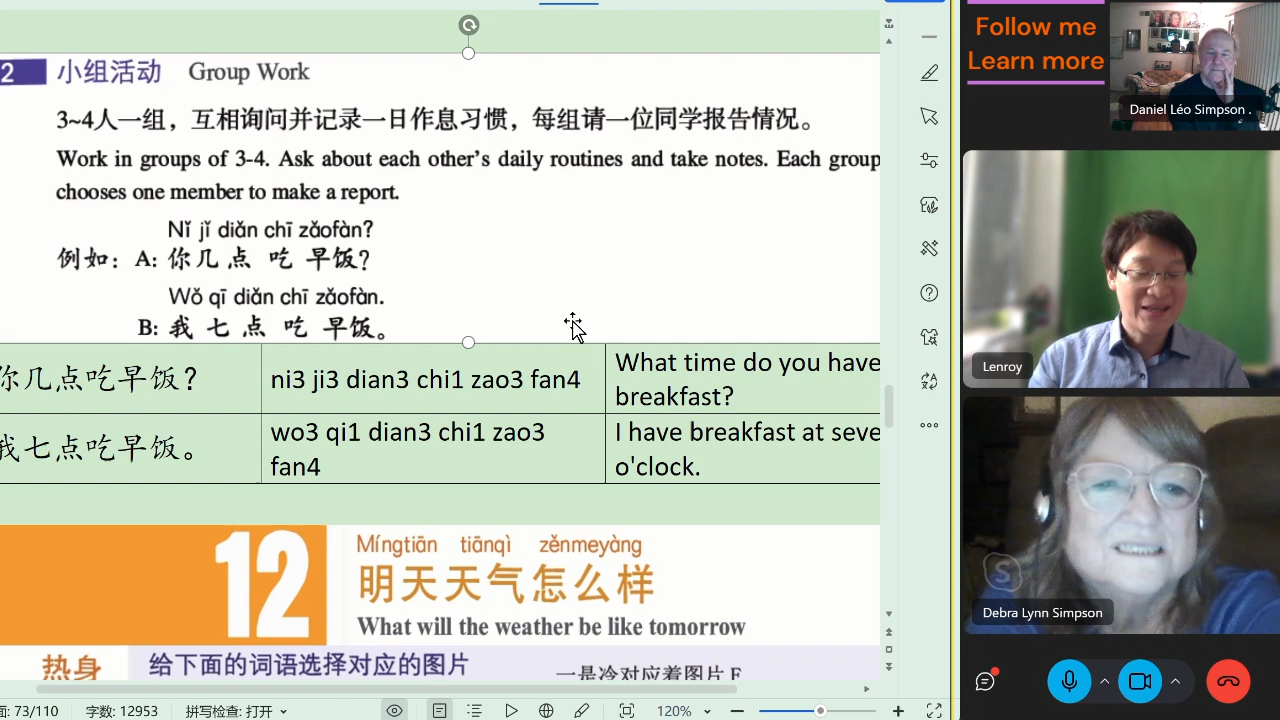 2 小组活动 Group Work
3~4人一组，互相询问并记录一日作息习惯，每组请一位同学报告情况。
Work in groups of 3-4. Ask about each other's daily routines and take notes. Each group
chooses one member to make a report.
Nǐ jǐ diǎn chī zǎofàn?
例如：A: 你几点吃早饭？
Wǒ qī diǎn chī zǎofàn.
B: 我七点吃早饭。
你几点吃早饭？
ni3 ji3 dian3 chi1 zao3 fan4
What time do you have
breakfast?
我七点吃早饭。
wo3 qi1 dian3 chi1 zao3
fan4
I have breakfast at seve
o'clock.
12
Míngtiān tiānqì zěnmeyàng
明天天气怎么样
What will the weather be like tomorrow
热身
给下面的词语选择对应的图片
面: 73/110
字数: 12953
拼写检查: 打开
120%
Follow me
Learn more
Daniel Léo Simpson .
Lenroy
Debra Lynn Simpson